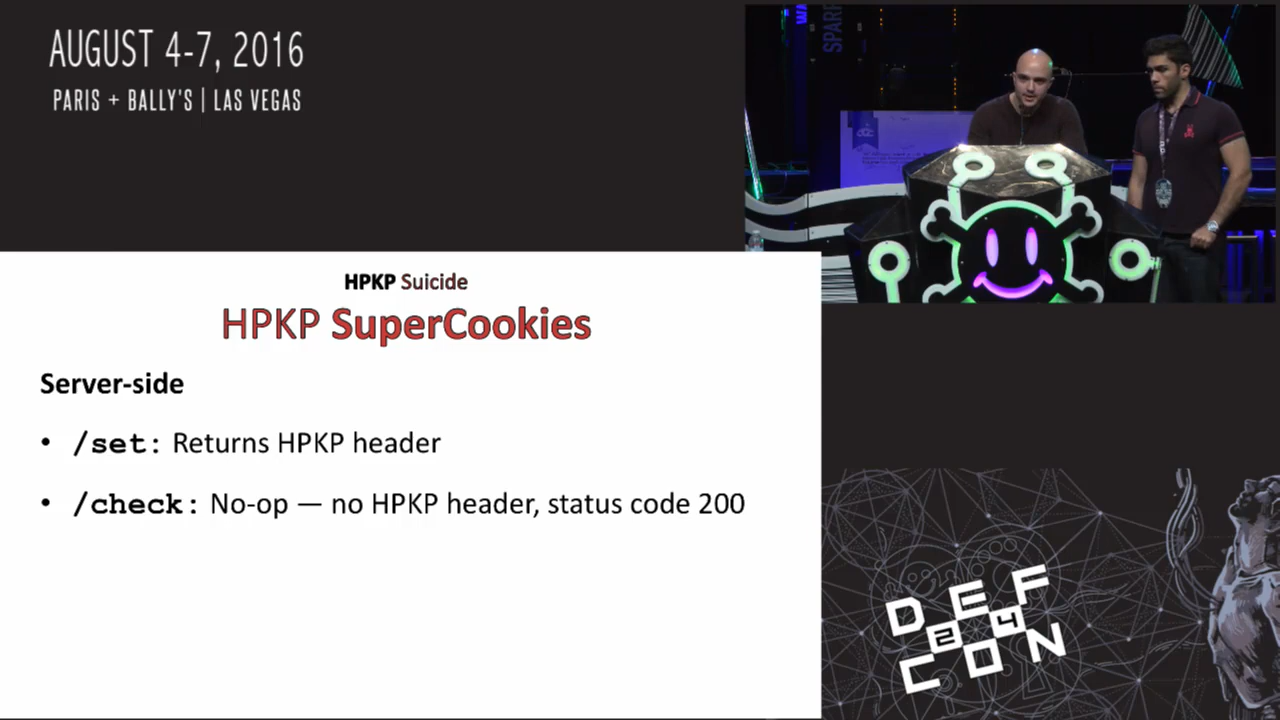 AUGUST 4-7, 2016
PARIS + BALLY'S | LAS VEGAS
SPARR
HPKP Suicide
HPKP SuperCookies
Server-side
• /set: Returns HPKP header
• /check: No-op — no HPKP header, status code 200
DEF
24
CON